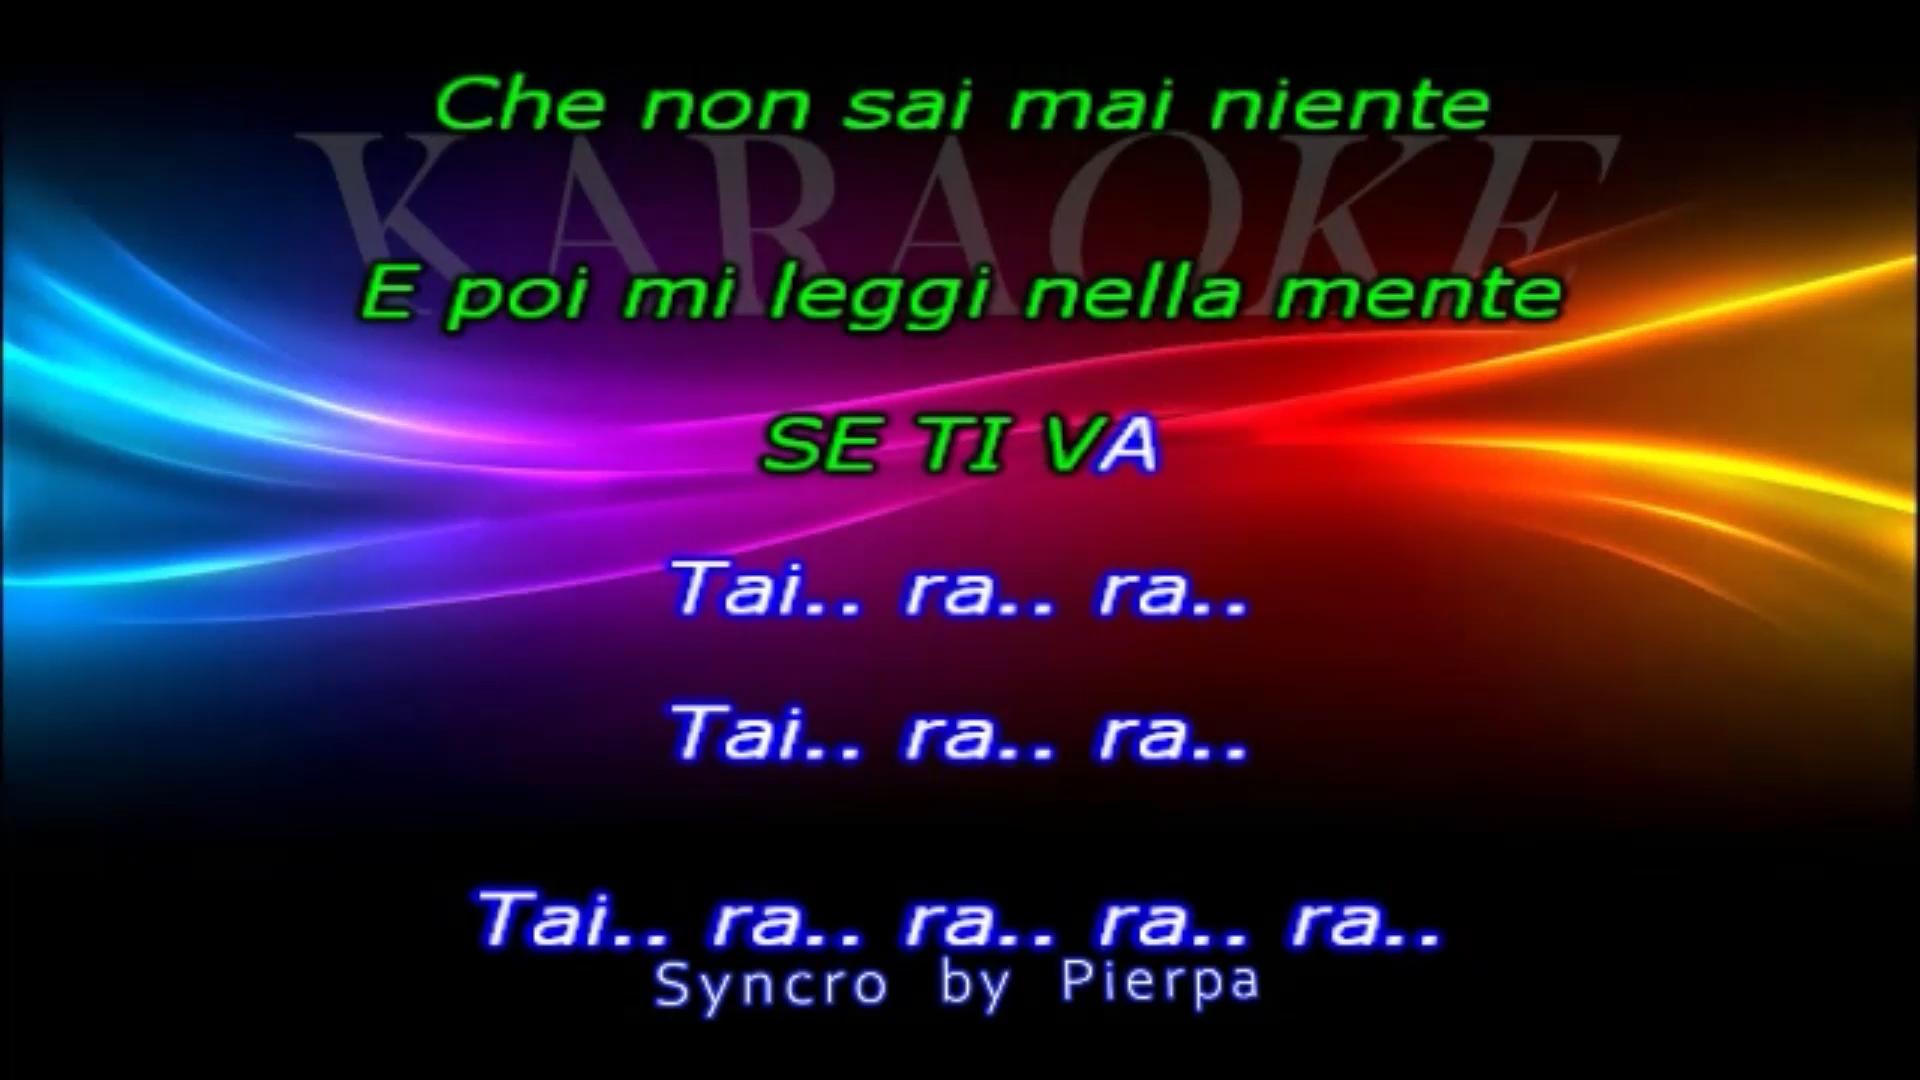 Che non sai mai niente
KARAOKE
E poi mi leggi nella mente
SE TI VA
Tai.. ra.. ra..
Tai.. ra.. ra..
Tai.. ra.. ra.. ra.. ra..
Syncro by Pierpa